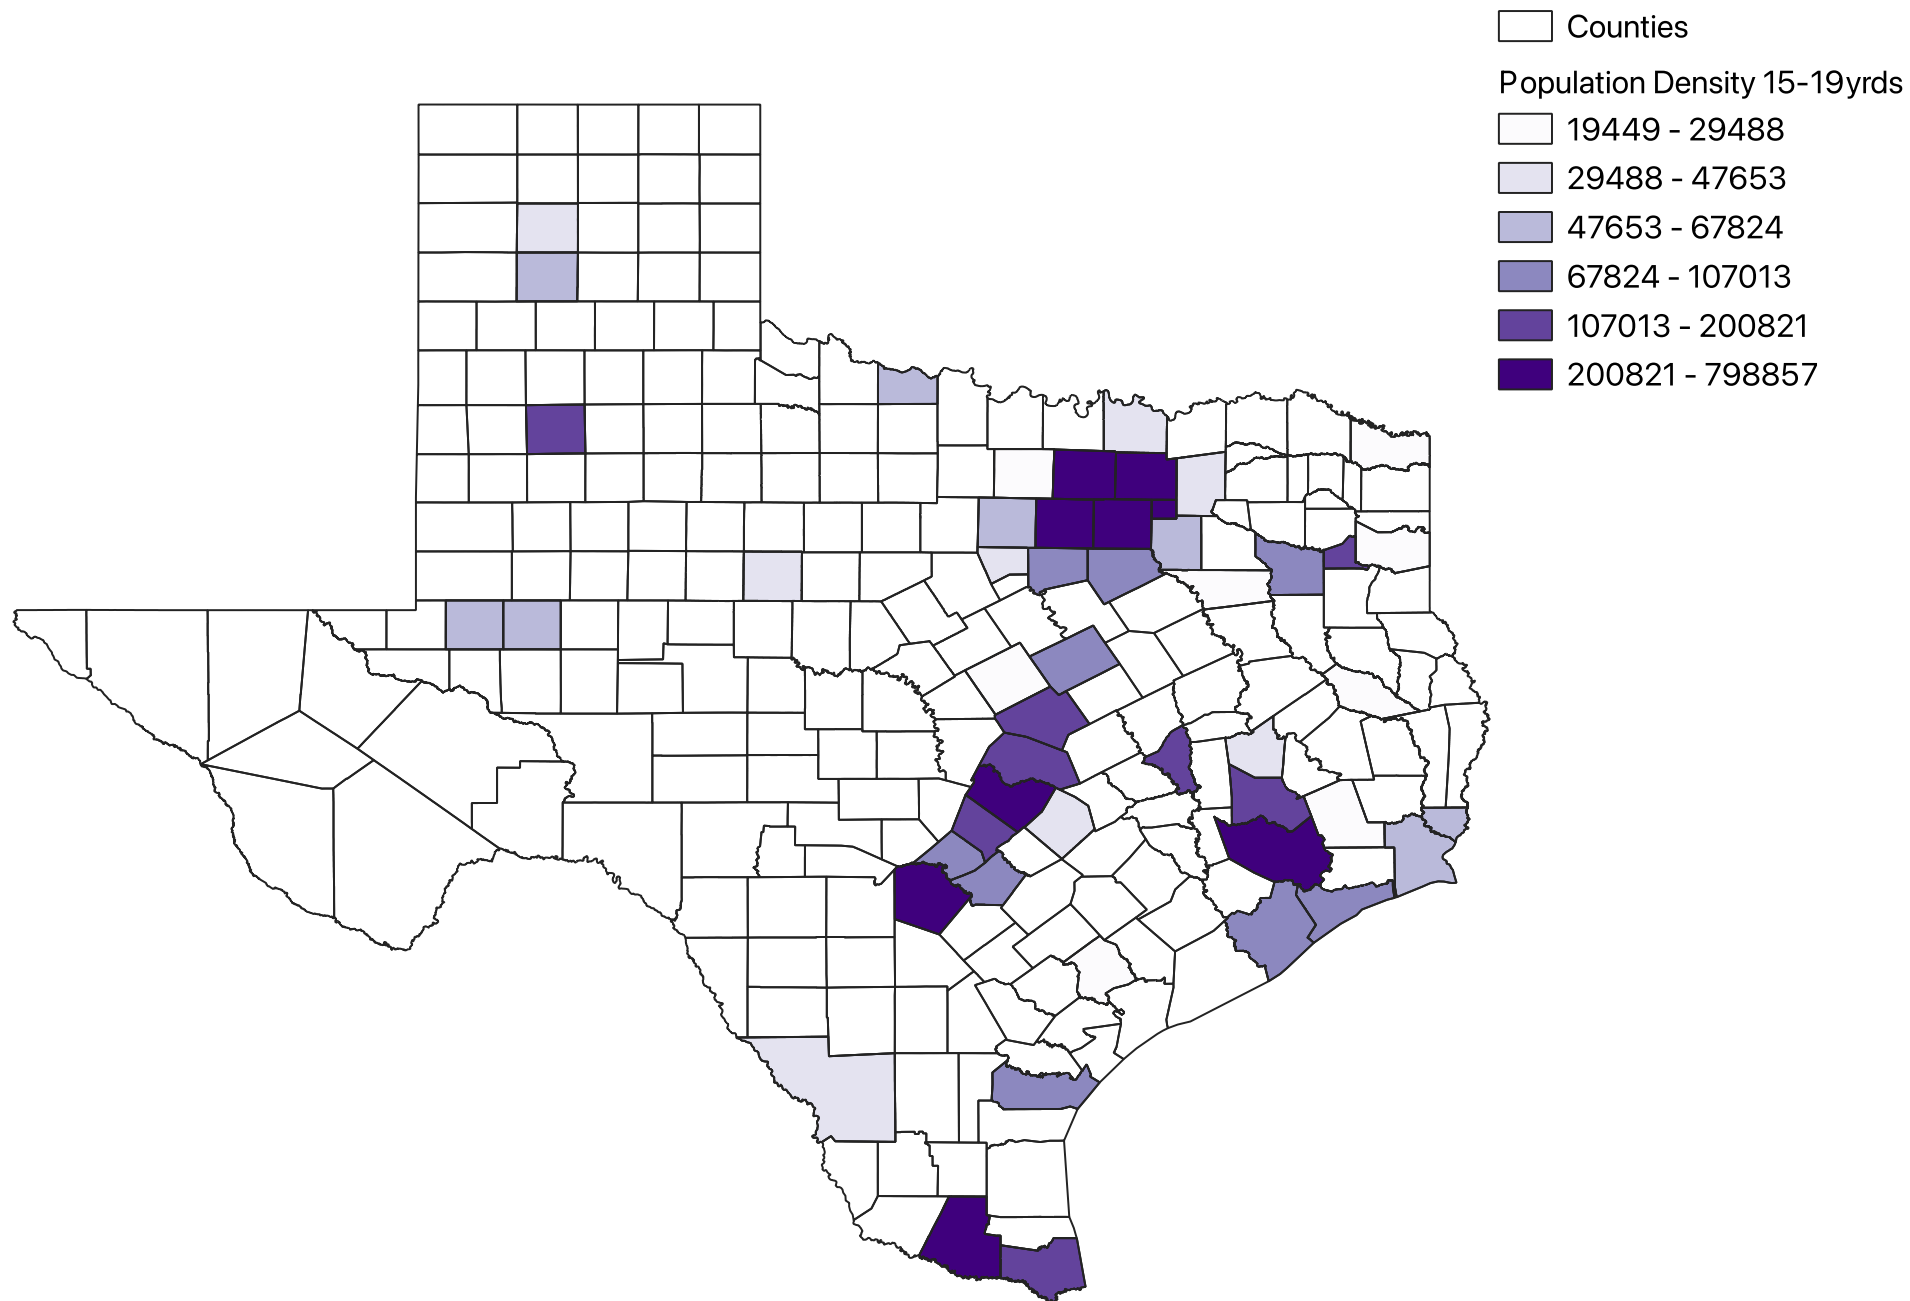 Counties
Population Density 15-19yrds
19449 - 29488
29488 - 47653
47653 - 67824
67824 - 107013
107013 - 200821
200821 - 798857